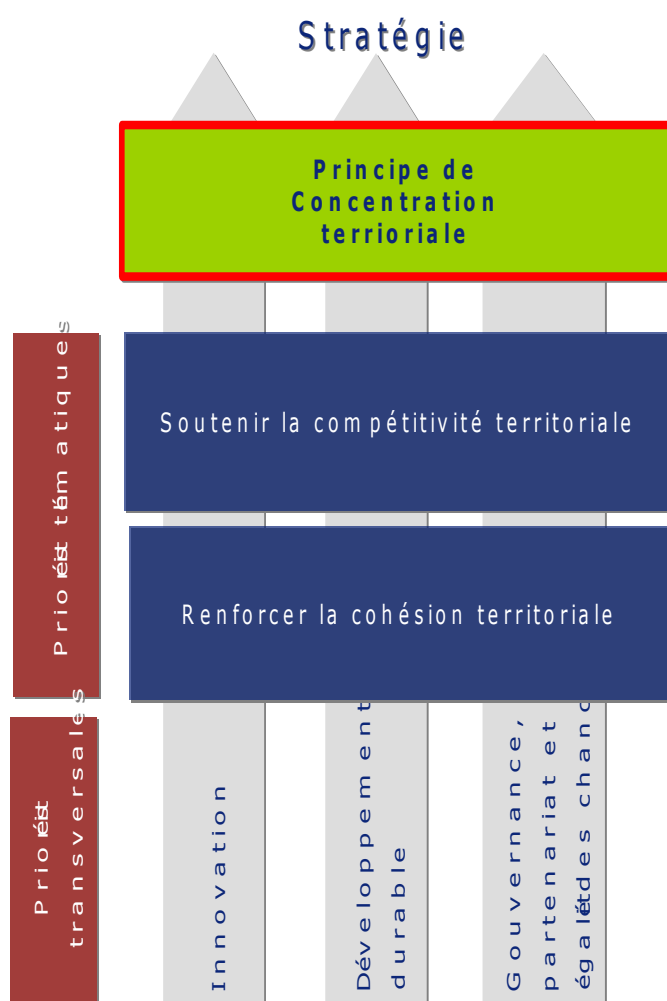 Stratégie
Principe de
Concentration
terrioriale
Priorités thématiques
Soutenir la compétitivité territoriale
Renforcer la cohésion territoriale
Priorités
transversales
Innovation
Développement
durable
Gouvernance,
partenariat et
égalité des chanc